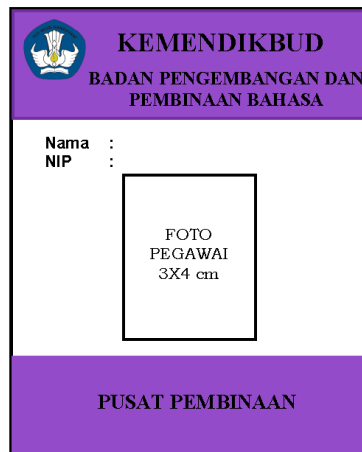 KEMENDIKBUD
BADAN PENGEMBANGAN DAN
PEMBINAAN BAHASA
Nama :
NIP :
FOTO
PEGAWAI
3X4 cm
PUSAT PEMBINAAN